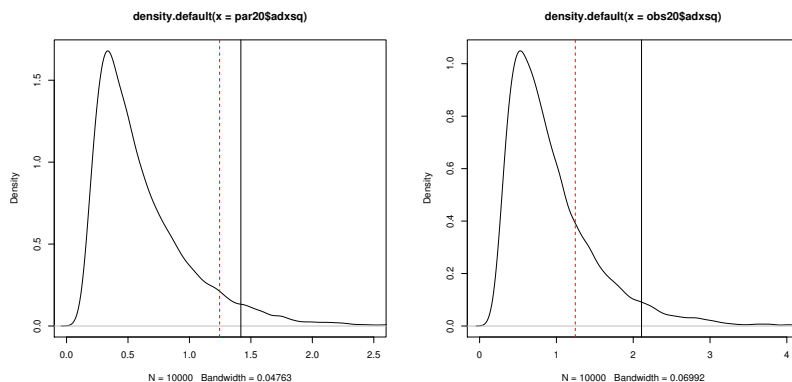 density.default(x = par20$adxsq)
Density
0.0 0.5 1.0 1.5
0.0 0.5 1.0 1.5 2.0 2.5
N = 10000 Bandwidth = 0.04763
density.default(x = obs20$adxsq)
Density
0.0 0.2 0.4 0.6 0.8 1.0
0 1 2 3 4
N = 10000 Bandwidth = 0.06992